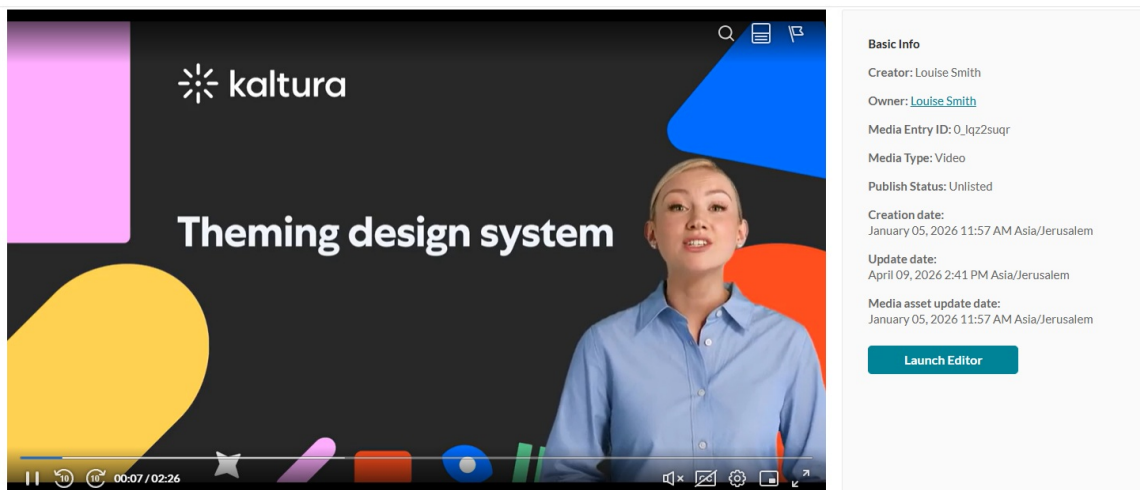 kaltura
Theming design system
10
10
00:07 / 02:26
CC
Basic Info
Creator: Louise Smith
Owner: Louise Smith
Media Entry ID: 0_lqz2suqr
Media Type: Video
Publish Status: Unlisted
Creation date:
January 05, 2026 11:57 AM Asia/Jerusalem
Update date:
April 09, 2026 2:41 PM Asia/Jerusalem
Media asset update date:
January 05, 2026 11:57 AM Asia/Jerusalem
Launch Editor